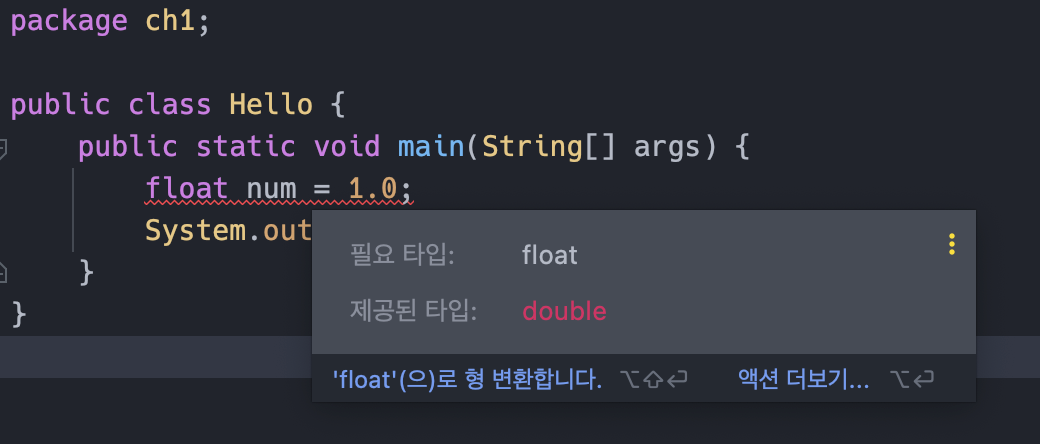 package ch1;
public class Hello {
public static void main(String[] args) {
float num = 1.0;
System.out
필요 타입: float
제공된 타입: double
}
}
'float'(으)로 형 변환합니다. ⌥⇧⏎ 액션 더보기... ⌥⏎